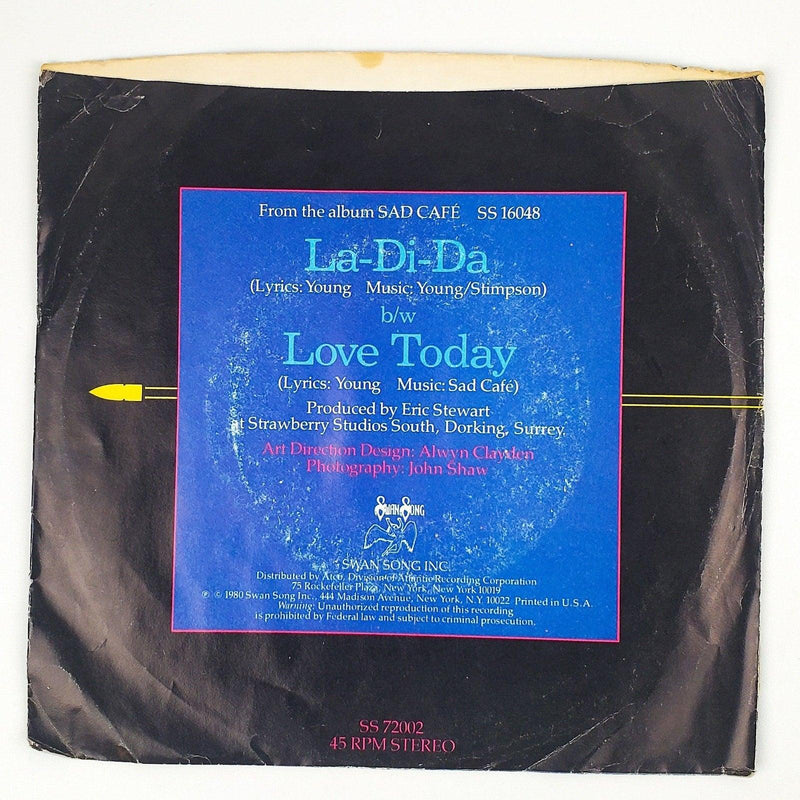 From the album SAD CAFÉ SS 16048
La-Di-Da
(Lyrics: Young Music: Young/Stimpson)
b/w
Love Today
(Lyrics: Young Music: Sad Café)
Produced by Eric Stewart
at Strawberry Studios South, Dorking, Surrey.
Art Direction Design: Alwyn Clayden
Photography: John Shaw
SWAN SONG
SWAN SONG INC.
Distributed by Atco, Division of Atlantic Recording Corporation
75 Rockefeller Plaza, New York, New York 10019
℗ © 1980 Swan Song Inc., 444 Madison Avenue, New York, N.Y. 10022 Printed in U.S.A.
Warning: Unauthorized reproduction of this recording
is prohibited by Federal law and subject to criminal prosecution.
SS 72002
45 RPM STEREO